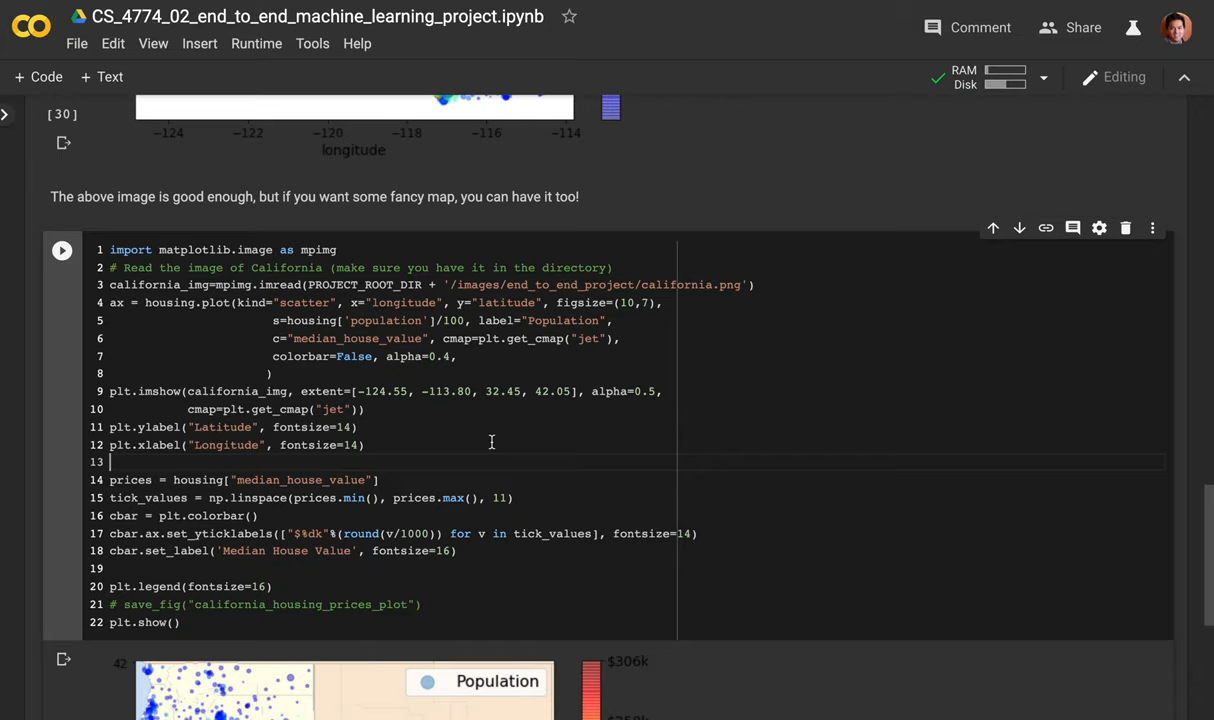 CS_4774_02_end_to_end_machine_learning_project.ipynb
Comment Share
File Edit View Insert Runtime Tools Help
+ Code + Text
RAM
Disk
Editing
[30]
−124 −122 −120 −118 −116 −114
longitude
The above image is good enough, but if you want some fancy map, you can have it too!
1 import matplotlib.image as mpimg
2 # Read the image of California (make sure you have it in the directory)
3 california_img=mpimg.imread(PROJECT_ROOT_DIR + '/images/end_to_end_project/california.png')
4 ax = housing.plot(kind="scatter", x="longitude", y="latitude", figsize=(10,7),
5 s=housing['population']/100, label="Population",
6 c="median_house_value", cmap=plt.get_cmap("jet"),
7 colorbar=False, alpha=0.4,
8 )
9 plt.imshow(california_img, extent=[-124.55, -113.80, 32.45, 42.05], alpha=0.5,
10 cmap=plt.get_cmap("jet"))
11 plt.ylabel("Latitude", fontsize=14)
12 plt.xlabel("Longitude", fontsize=14)
13
14 prices = housing["median_house_value"]
15 tick_values = np.linspace(prices.min(), prices.max(), 11)
16 cbar = plt.colorbar()
17 cbar.ax.set_yticklabels(["$%dk"%(round(v/1000)) for v in tick_values], fontsize=14)
18 cbar.set_label('Median House Value', fontsize=16)
19
20 plt.legend(fontsize=16)
21 # save_fig("california_housing_prices_plot")
22 plt.show()
42
Population
$306k